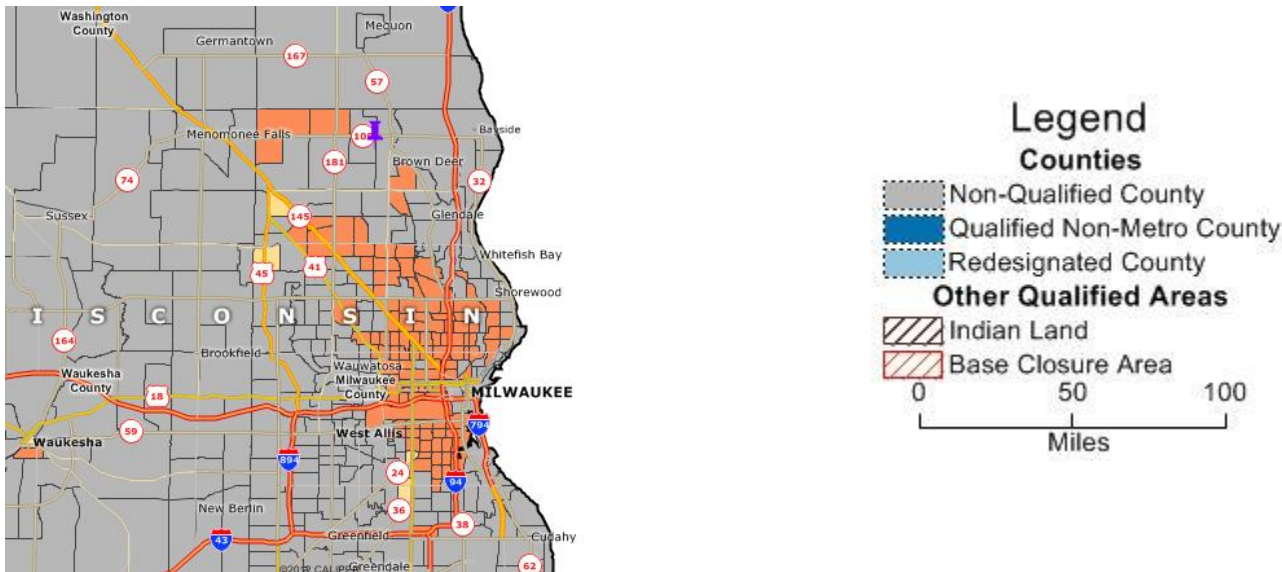 Washington
County
Mequon
Germantown
167
57
Menomonee Falls
I
Bayside
181
Brown Deer
74
32
Sussex
145
Glendale
45
41
Whitefish Bay
Shorewood
I S C O N S I N
164
Brookfield
Wauwatosa
Waukesha
County
Milwaukee
County
18
MILWAUKEE
59
West Allis
794
Waukesha
894
24
94
New Berlin
36
38
43
Greenfield
Cudahy
Greendale
62
Legend
Counties
Non-Qualified County
Qualified Non-Metro County
Redesignated County
Other Qualified Areas
Indian Land
Base Closure Area
0 50 100
Miles